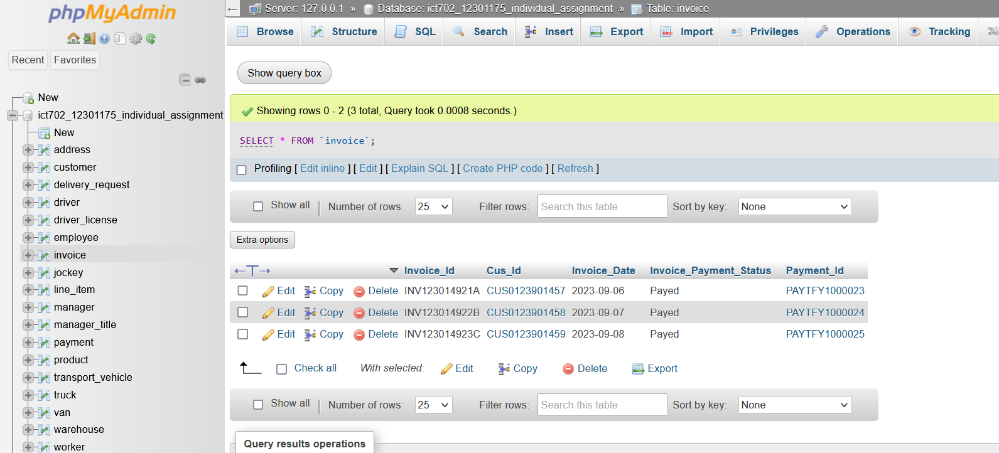 phpMyAdmin
Recent Favorites
New
ict702_12301175_individual_assignment
New
address
customer
delivery_request
driver
driver_license
employee
invoice
jockey
line_item
manager
manager_title
payment
product
transport_vehicle
truck
van
warehouse
worker
Server: 127.0.0.1 » Database: ict702_12301175_individual_assignment » Table: invoice
Browse Structure SQL Search Insert Export Import Privileges Operations Tracking
Show query box
Showing rows 0 - 2 (3 total, Query took 0.0008 seconds.)
SELECT * FROM `invoice`;
Profiling [ Edit inline ] [ Edit ] [ Explain SQL ] [ Create PHP code ] [ Refresh ]
Show all Number of rows: 25 Filter rows: Search this table Sort by key: None
Extra options
Invoice_Id Cus_Id Invoice_Date Invoice_Payment_Status Payment_Id
Edit Copy Delete INV123014921A CUS0123901457 2023-09-06 Payed PAYTFY1000023
Edit Copy Delete INV123014922B CUS0123901458 2023-09-07 Payed PAYTFY1000024
Edit Copy Delete INV123014923C CUS0123901459 2023-09-08 Payed PAYTFY1000025
Check all With selected: Edit Copy Delete Export
Show all Number of rows: 25 Filter rows: Search this table Sort by key: None
Query results operations